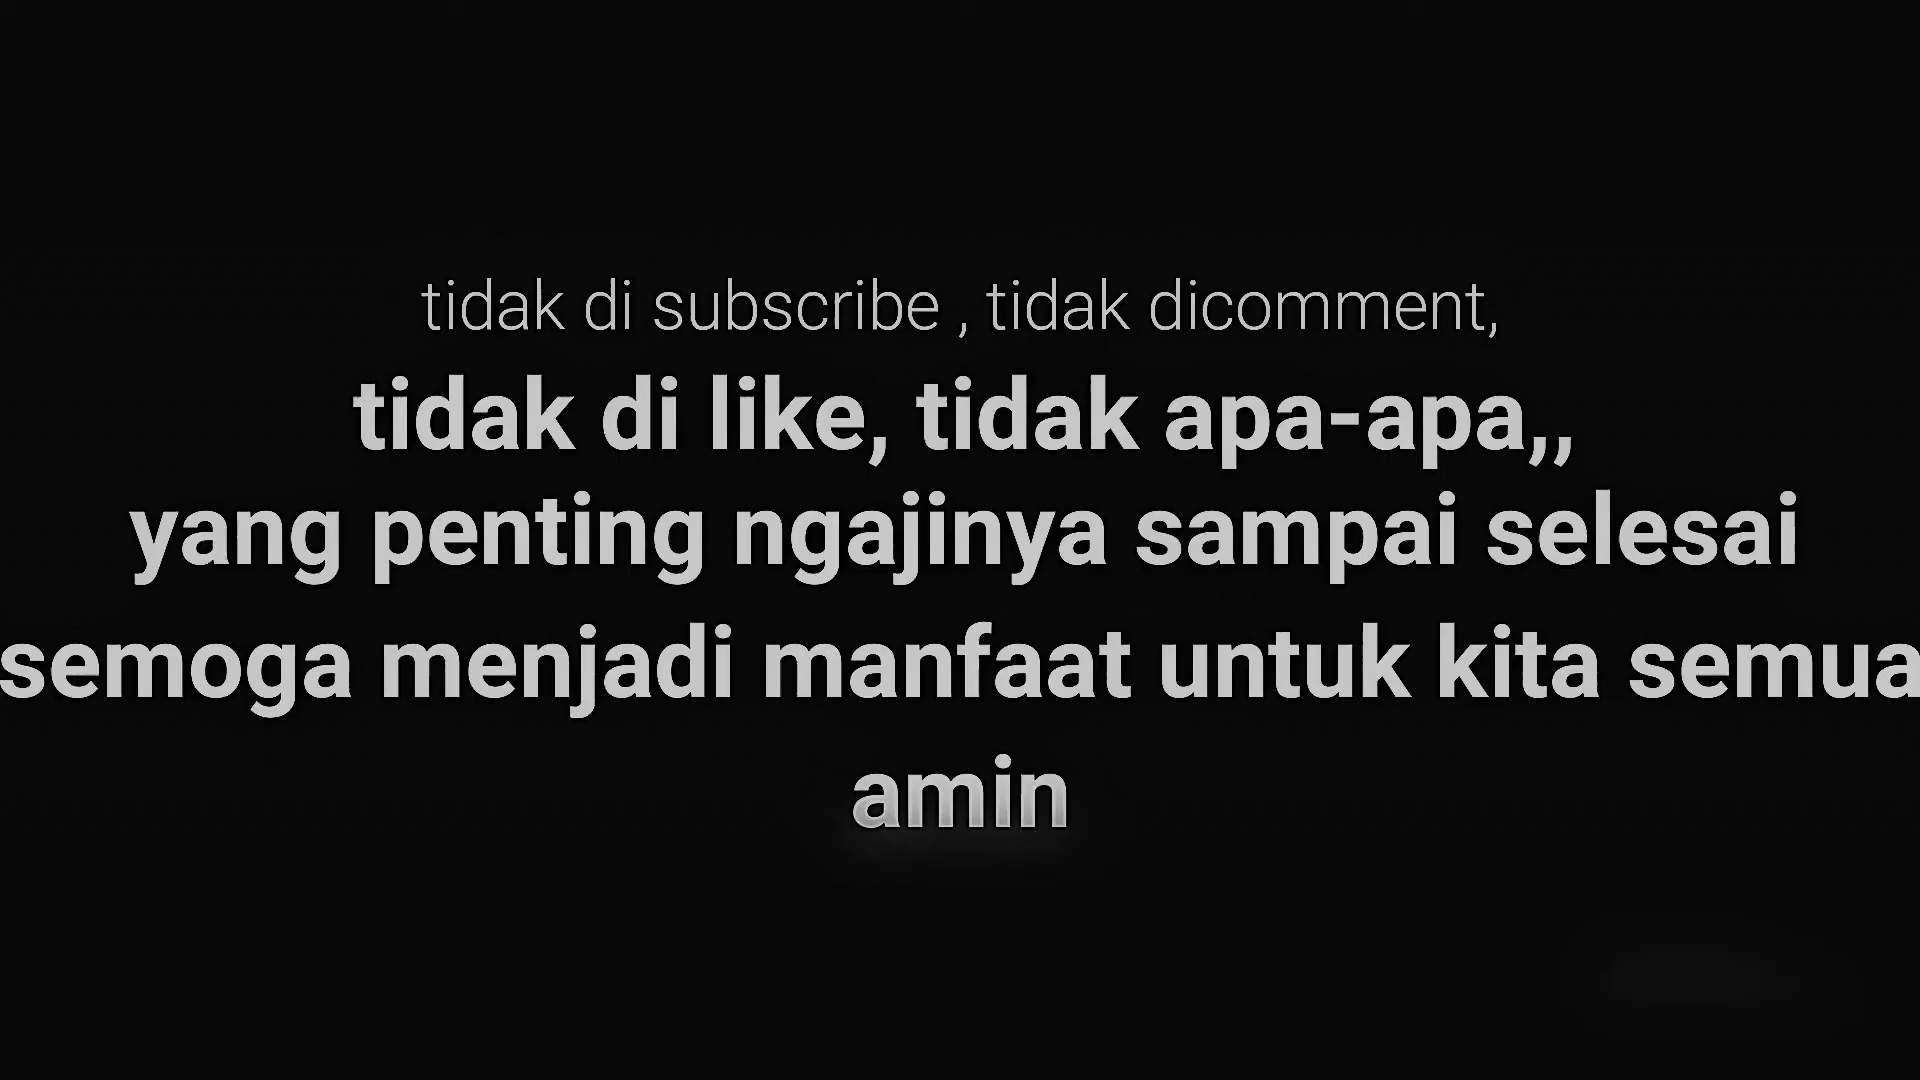 tidak di subscribe , tidak dicomment,
tidak di like, tidak apa-apa,,
yang penting ngajinya sampai selesai
semoga menjadi manfaat untuk kita semua
amin